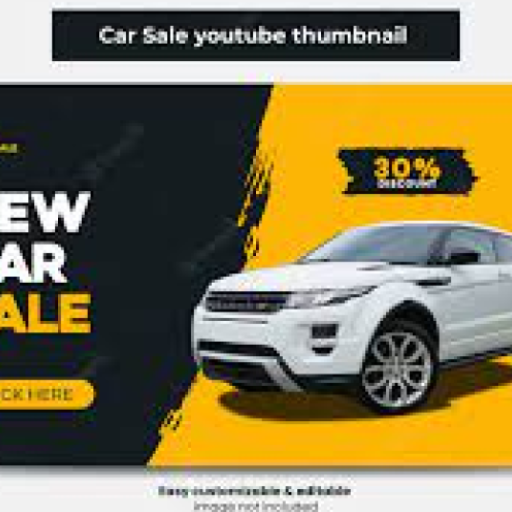 Car Sale youtube thumbnail
30%
DISCOUNT
EW
AR
ALE
CK HERE
Easy customizable & editable
image not included